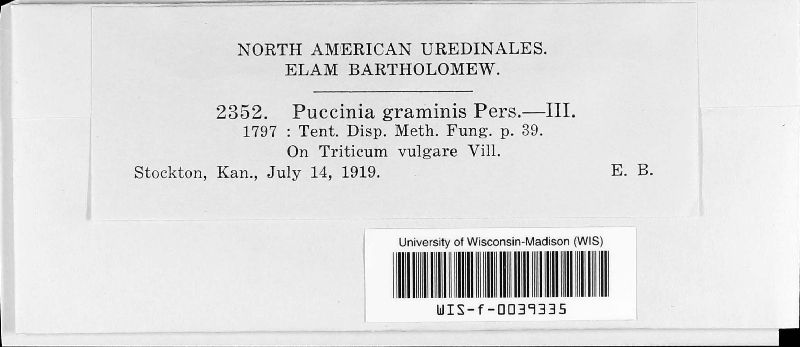 NORTH AMERICAN UREDINALES.
ELAM BARTHOLOMEW.
2352. Puccinia graminis Pers.—III.
1797 : Tent. Disp. Meth. Fung. p. 39.
On Triticum vulgare Vill.
Stockton, Kan., July 14, 1919. E. B.
University of Wisconsin-Madison (WIS)
WIS-f-0039335